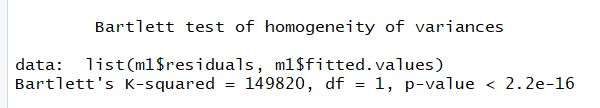 Bartlett test of homogeneity of variances
data:  list(m1$residuals, m1$fitted.values)
Bartlett's K-squared = 149820, df = 1, p-value < 2.2e-16